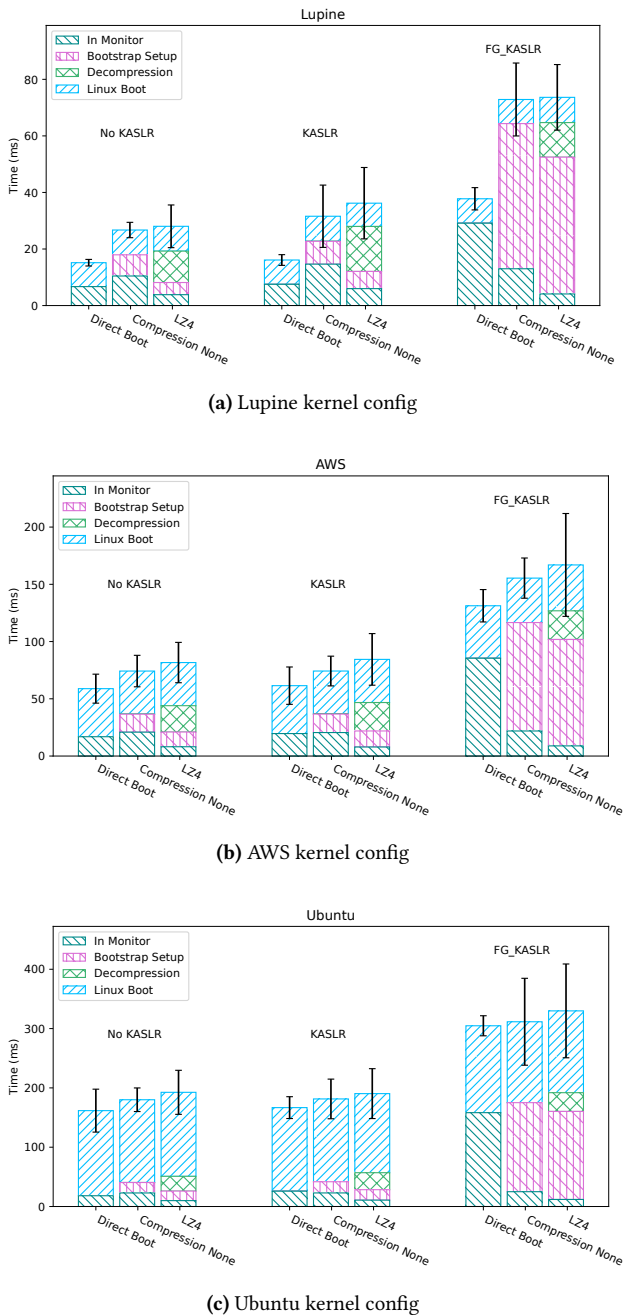 Lupine
In Monitor
Bootstrap Setup
Decompression
Linux Boot
No KASLR
KASLR
FG_KASLR
Time (ms)
80
60
40
20
0
Direct Boot
Compression None
LZ4
Direct Boot
Compression None
LZ4
Direct Boot
Compression None
LZ4
(a) Lupine kernel config
AWS
In Monitor
Bootstrap Setup
Decompression
Linux Boot
No KASLR
KASLR
FG_KASLR
Time (ms)
200
150
100
50
0
Direct Boot
Compression None
LZ4
Direct Boot
Compression None
LZ4
Direct Boot
Compression None
LZ4
(b) AWS kernel config
Ubuntu
In Monitor
Bootstrap Setup
Decompression
Linux Boot
No KASLR
KASLR
FG_KASLR
Time (ms)
400
300
200
100
0
Direct Boot
Compression None
LZ4
Direct Boot
Compression None
LZ4
Direct Boot
Compression None
LZ4
(c) Ubuntu kernel config